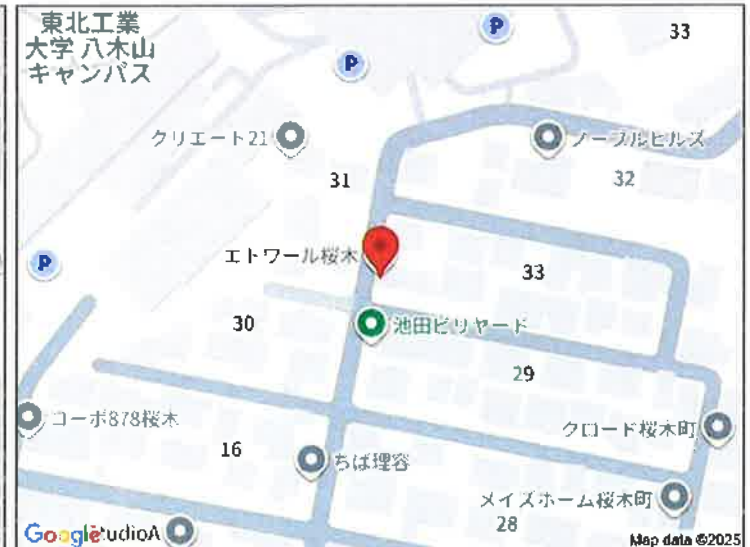 東北工業
大学 八木山
キャンパス
P
P
33
クリエート21
ノーブルヒルズ
31
32
エトワール桜木
P
33
30
池田ビリヤード
29
コーポ878桜木
クロード桜木町
16
ちば理容
メイズホーム桜木町
28
Google
tudioA
Map data ©2025